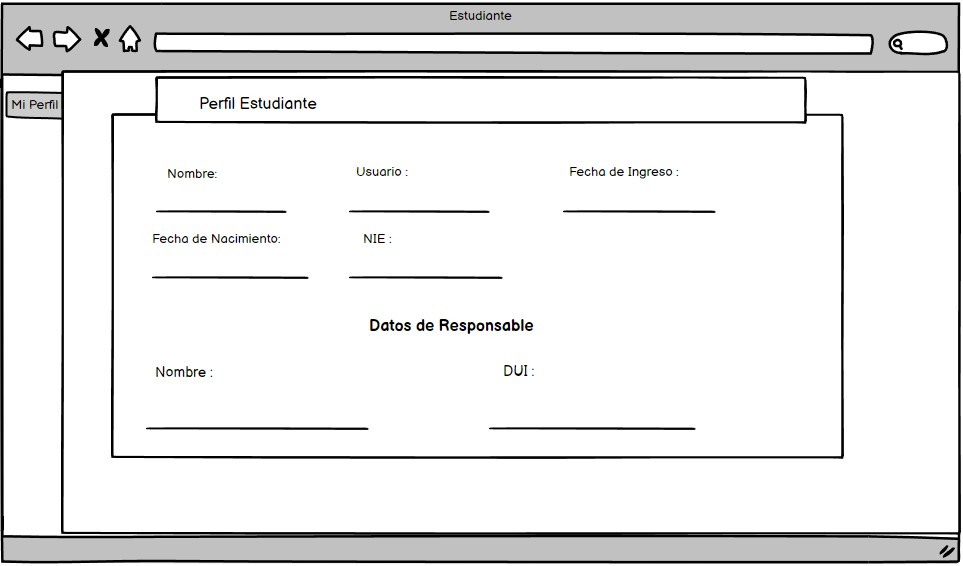 Estudiante
Mi Perfil
Perfil Estudiante
Nombre:
Usuario :
Fecha de Ingreso :
Fecha de Nacimiento:
NIE :
Datos de Responsable
Nombre :
DUI :